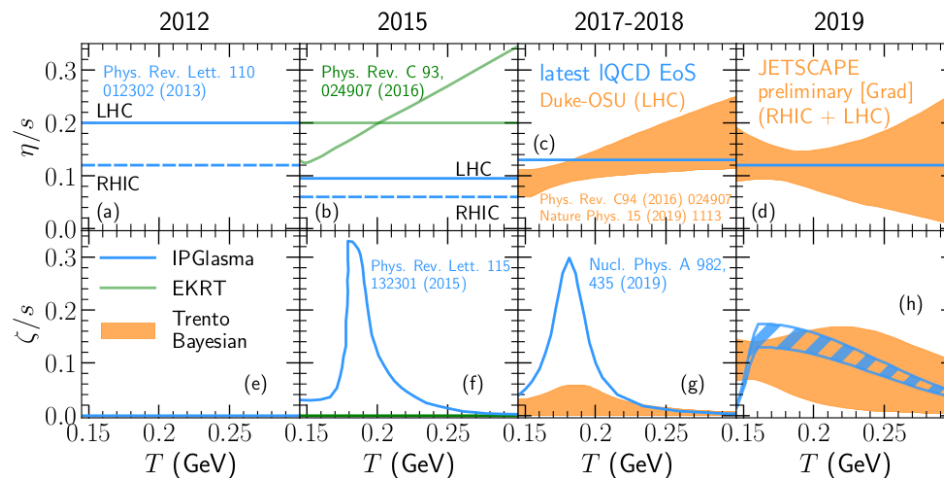 2012
2015
2017-2018
2019
η/s
0.3
0.2
0.1
0.0
Phys. Rev. Lett. 110
012302 (2013)
LHC
RHIC
(a)
Phys. Rev. C 93,
024907 (2016)
LHC
RHIC
(b)
latest lQCD EoS
Duke-OSU (LHC)
(c)
Phys. Rev. C94 (2016) 024907
Nature Phys. 15 (2019) 1113
JETSCAPE
preliminary [Grad]
(RHIC + LHC)
(d)
ζ/s
0.3
0.2
0.1
0.0
IPGlasma
EKRT
Trento
Bayesian
(e)
Phys. Rev. Lett. 115
132301 (2015)
(f)
Nucl. Phys. A 982,
435 (2019)
(g)
(h)
0.15 0.2 0.25 0.15 0.2 0.25 0.15 0.2 0.25 0.15 0.2 0.25
T (GeV) T (GeV) T (GeV) T (GeV)